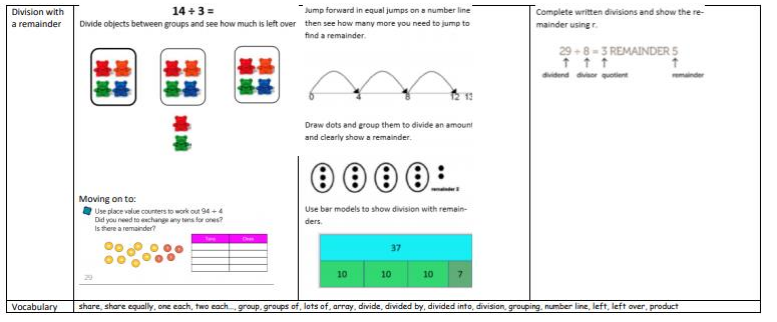 Division with
a remainder
14 ÷ 3 =
Divide objects between groups and see how much is left over
Moving on to:
Use place value counters to work out 94 ÷ 4
Did you need to exchange any tens for ones?
Is there a remainder?
Tens Ones
29
Jump forward in equal jumps on a number line
then see how many more you need to jump to
find a remainder.
0 4 8 12 13
Draw dots and group them to divide an amount
and clearly show a remainder.
remainder 2
Use bar models to show division with remain-
ders.
37
10 10 10 7
Complete written divisions and show the re-
mainder using r.
29 ÷ 8 = 3 REMAINDER 5
dividend divisor quotient remainder
Vocabulary
share, share equally, one each, two each..., group, groups of, lots of, array, divide, divided by, divided into, division, grouping, number line, left, left over, product